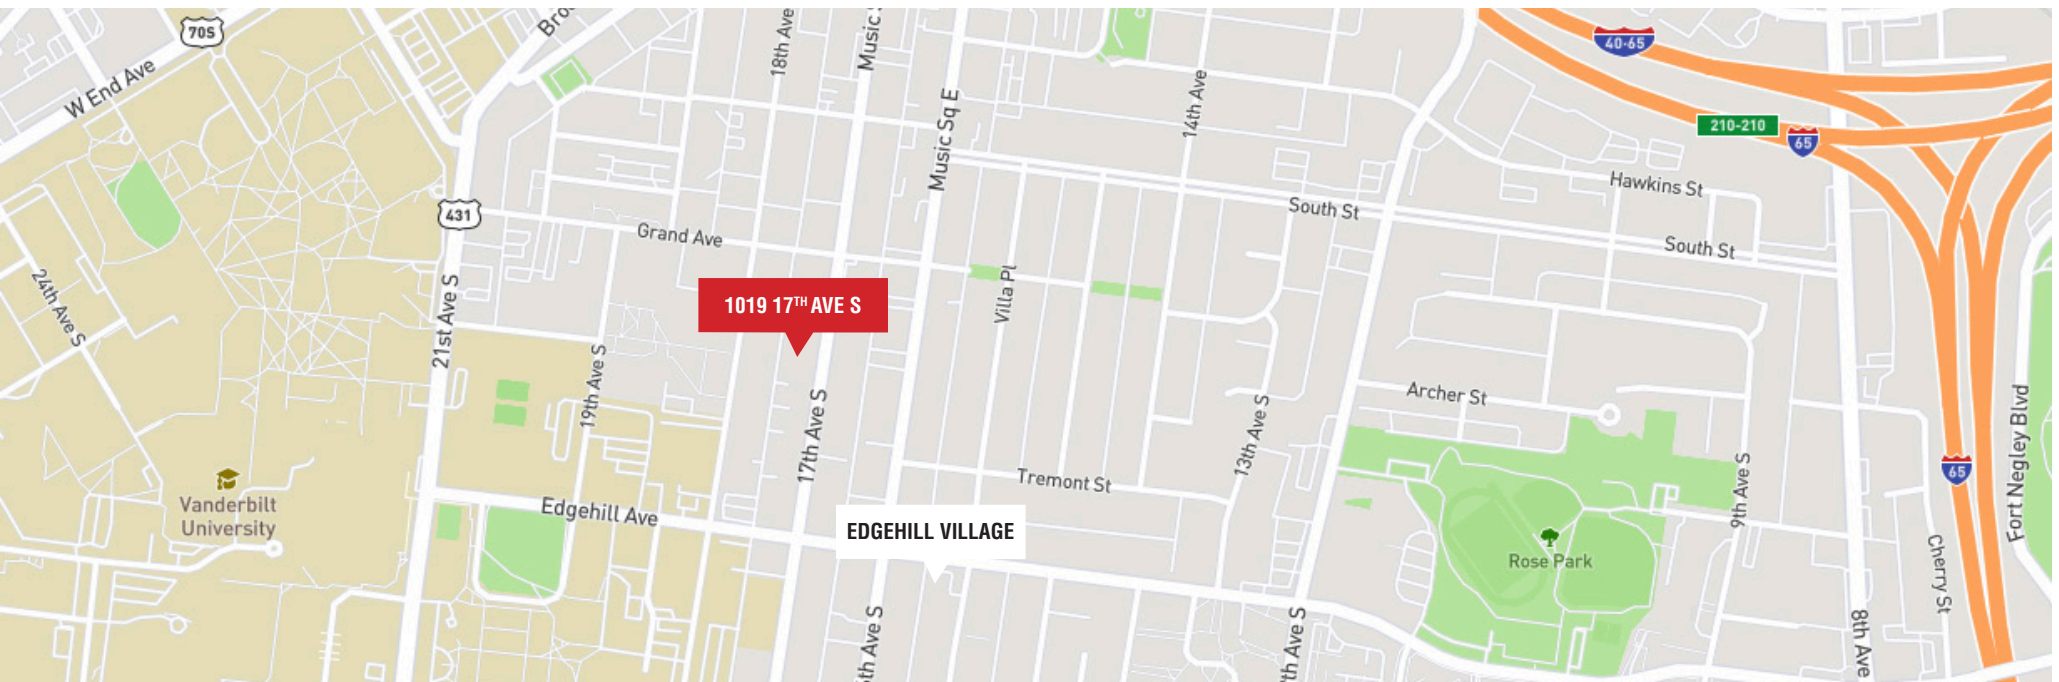 70S
W End Ave
18th Ave
Music
40-65
14th Ave
Music Sq E
210-210
65
Hawkins St
431
South St
South St
Grand Ave
24th Ave S
21st Ave S
1019 17TH AVE S
Villa Pl
19th Ave S
17th Ave S
Archer St
13th Ave S
Fort Negley Blvd
65
9th Ave S
Tremont St
Vanderbilt
University
Edgehill Ave
EDGEHILL VILLAGE
Rose Park
Cherry St
th Ave S
th Ave S
8th Ave